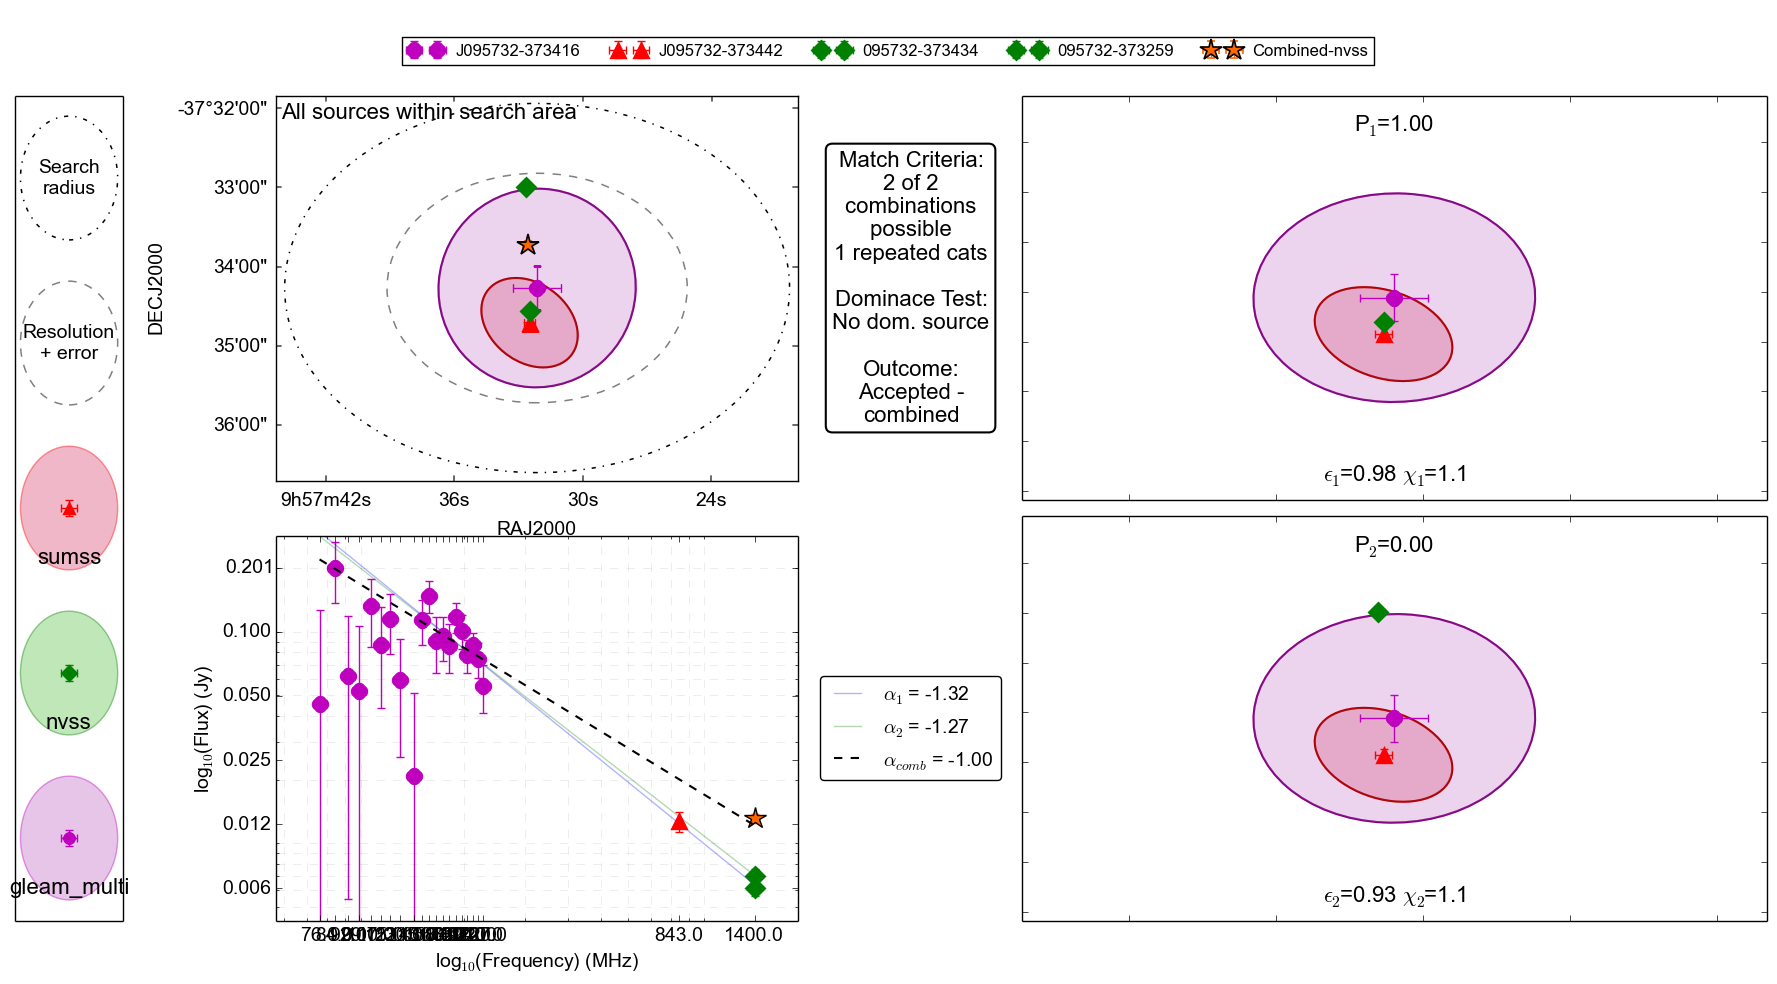 J095732-373416 J095732-373442 095732-373434 095732-373259 Combined-nvss
Search
radius
Resolution
+ error
sumss
nvss
gleam_multi
All sources within search area
-37°32'00"
33'00"
34'00"
35'00"
36'00"
DECJ2000
9h57m42s 36s 30s 24s
RAJ2000
Match Criteria:
2 of 2
combinations
possible
1 repeated cats
Dominace Test:
No dom. source
Outcome:
Accepted -
combined
P1=1.00
ϵ1=0.98 χ1=1.1
P2=0.00
ϵ2=0.93 χ2=1.1
0.201
0.100
0.050
0.025
0.012
0.006
log10(Flux) (Jy)
843.0 1400.0
log10(Frequency) (MHz)
α1 = -1.32
α2 = -1.27
αcomb = -1.00